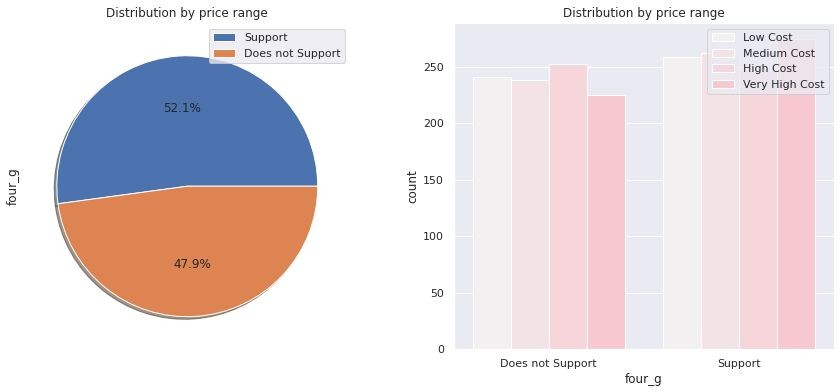 Distribution by price range
Support
Does not Support
52.1%
47.9%
four_g
Distribution by price range
Low Cost
Medium Cost
High Cost
Very High Cost
250
200
150
100
50
0
count
Does not Support
Support
four_g